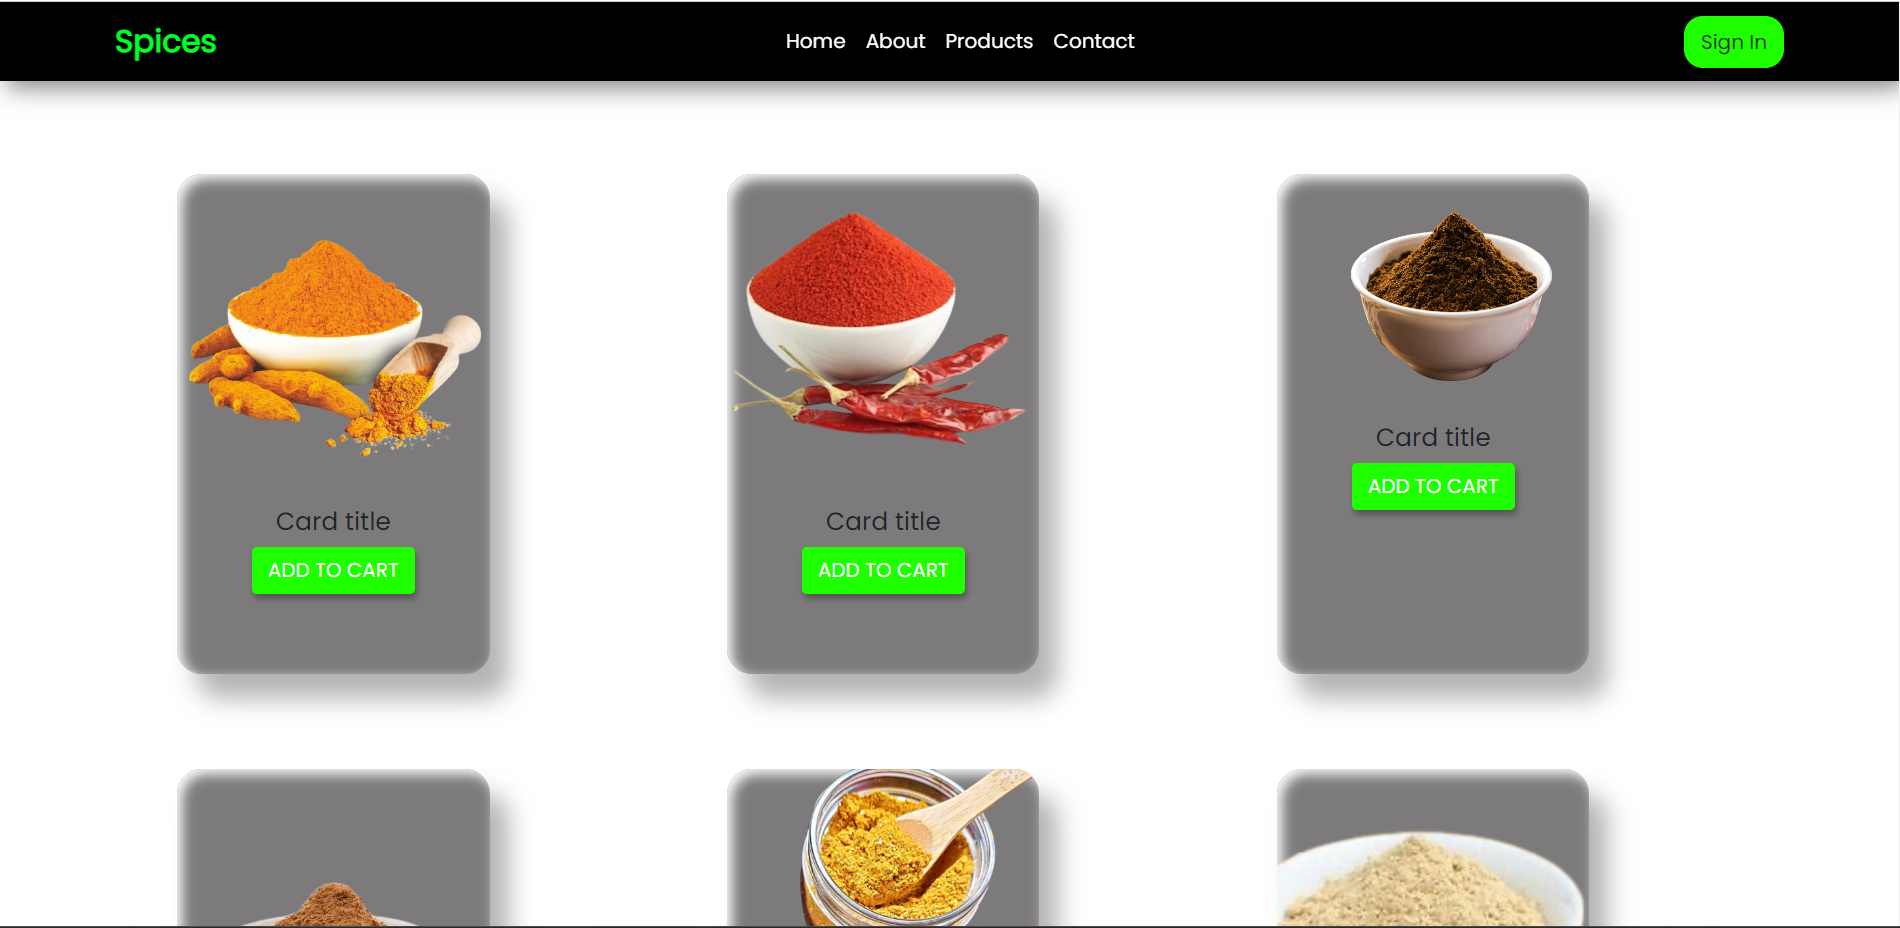 Spices
Home About Products Contact
Sign In
Card title
ADD TO CART
Card title
ADD TO CART
Card title
ADD TO CART